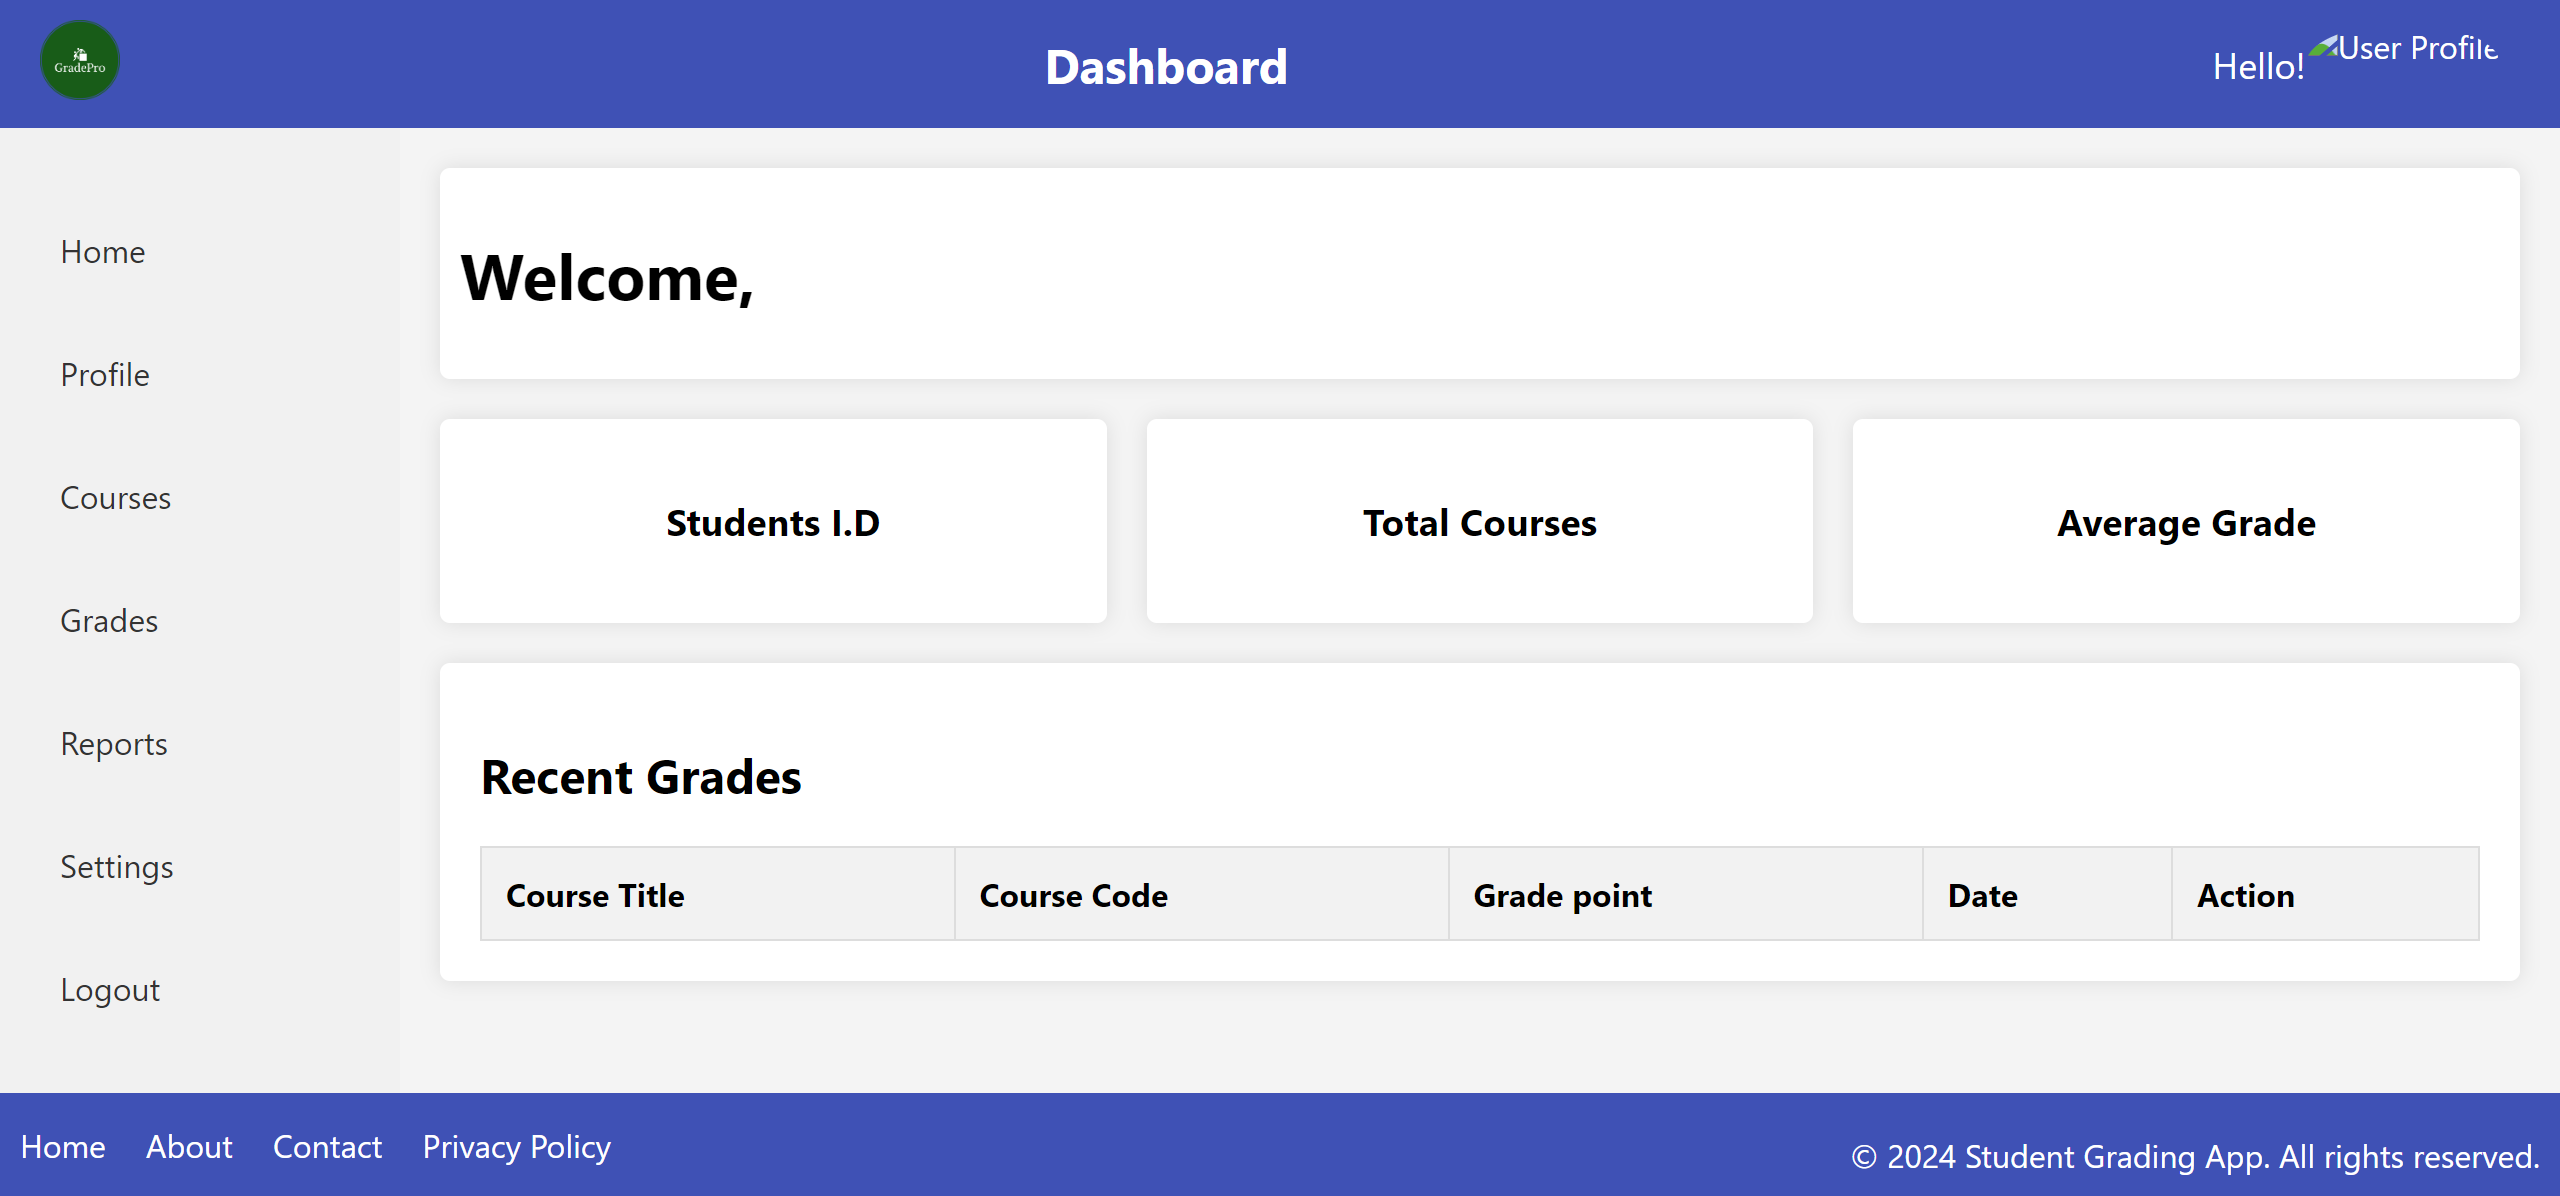 GradePro
Dashboard
Hello!
User Profile
Home
Profile
Courses
Grades
Reports
Settings
Logout
Welcome,
Students I.D
Total Courses
Average Grade
Recent Grades
Course Title
Course Code
Grade point
Date
Action
Home
About
Contact
Privacy Policy
© 2024 Student Grading App. All rights reserved.